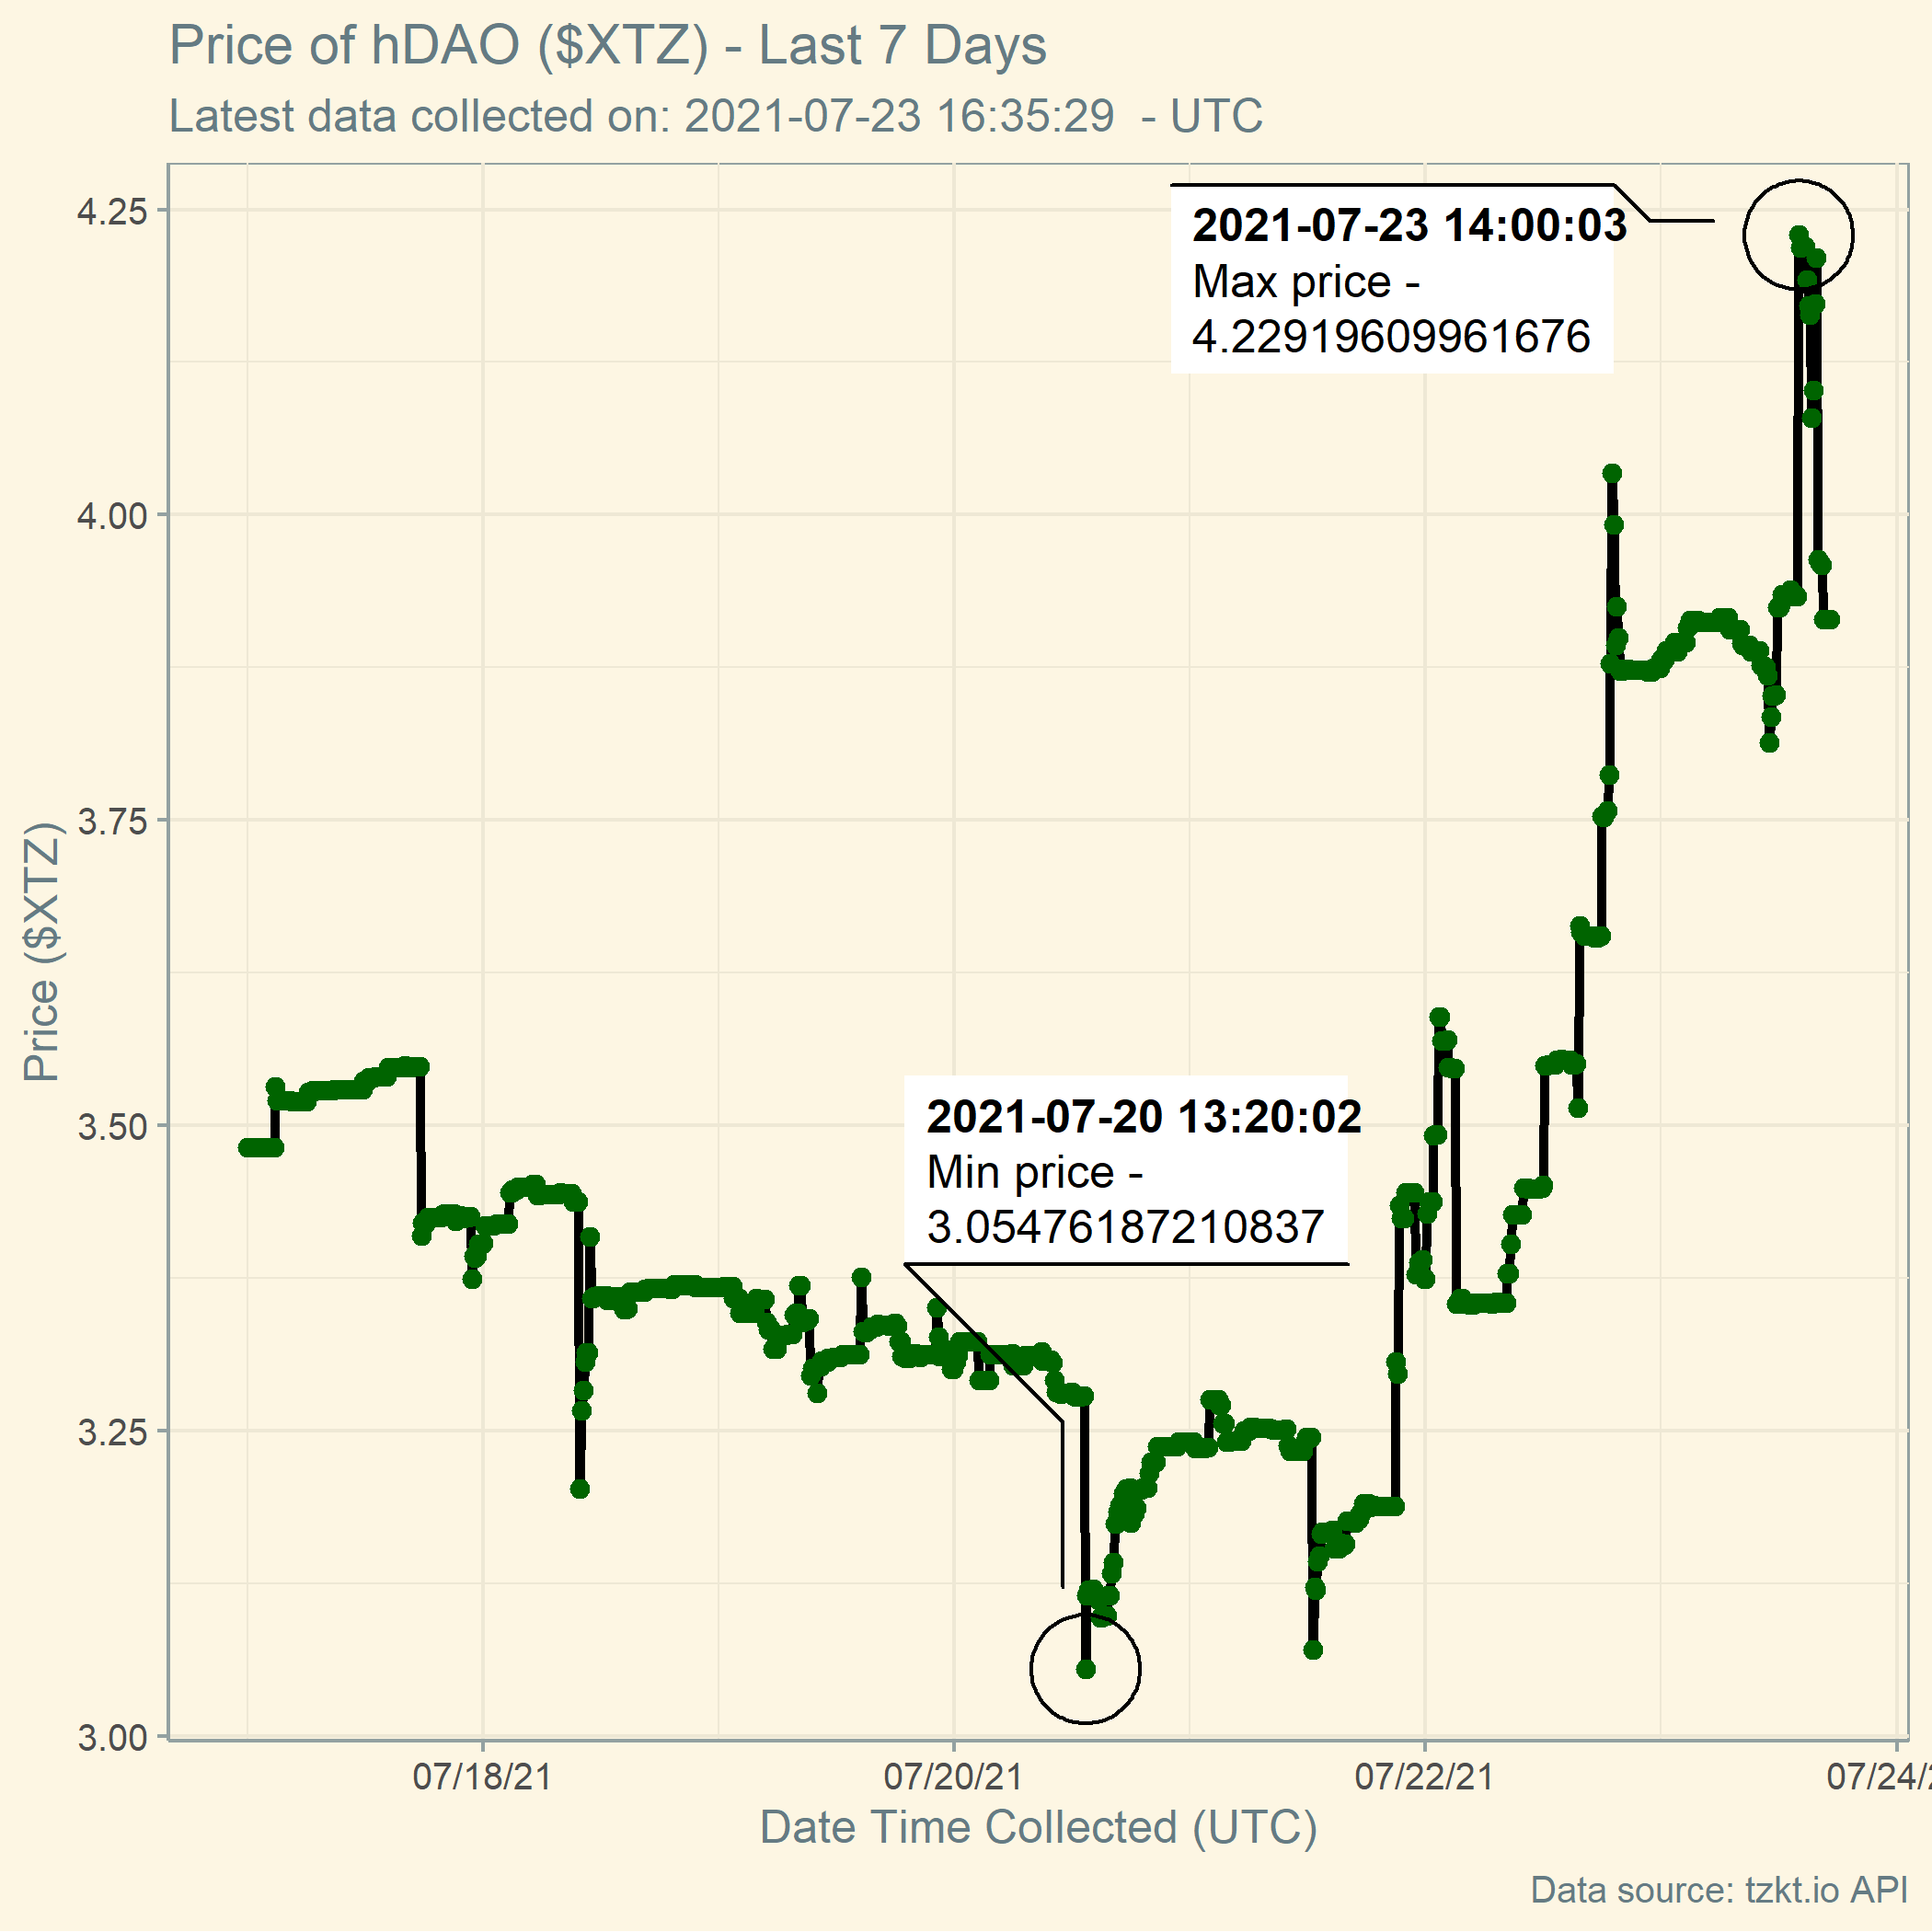 Price of hDAO ($XTZ) - Last 7 Days
Latest data collected on: 2021-07-23 16:35:29  - UTC
4.25
4.00
3.75
3.50
3.25
3.00
Price ($XTZ)
2021-07-23 14:00:03
Max price -
4.22919609961676
2021-07-20 13:20:02
Min price -
3.05476187210837
07/18/21
07/20/21
07/22/21
07/24/2
Date Time Collected (UTC)
Data source: tzkt.io API